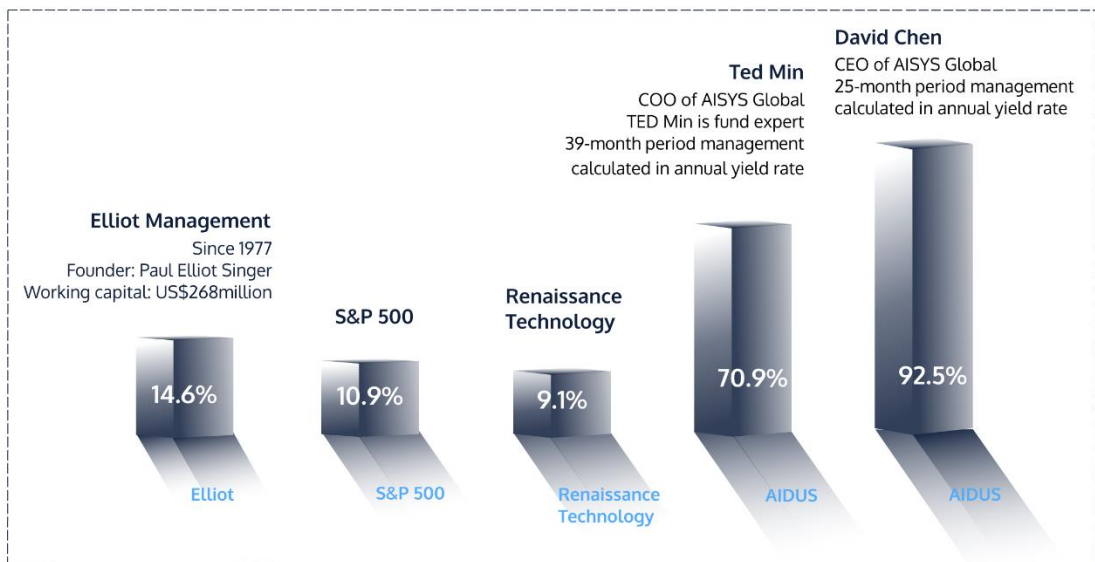 Elliot Management
Since 1977
Founder: Paul Elliot Singer
Working capital: US$268million
14.6%
Elliot
S&P 500
10.9%
S&P 500
Renaissance
Technology
9.1%
Renaissance
Technology
Ted Min
COO of AISYS Global
TED Min is fund expert
39-month period management
calculated in annual yield rate
70.9%
AIDUS
David Chen
CEO of AISYS Global
25-month period management
calculated in annual yield rate
92.5%
AIDUS